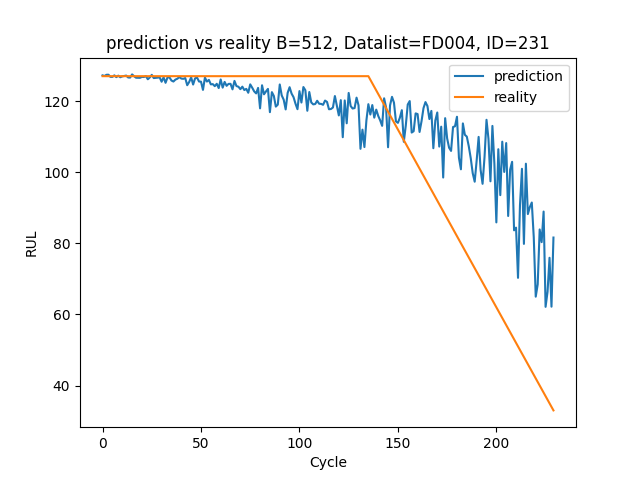 prediction vs reality B=512, Datalist=FD004, ID=231
prediction
reality
RUL
120
100
80
60
40
0
50
100
150
200
Cycle